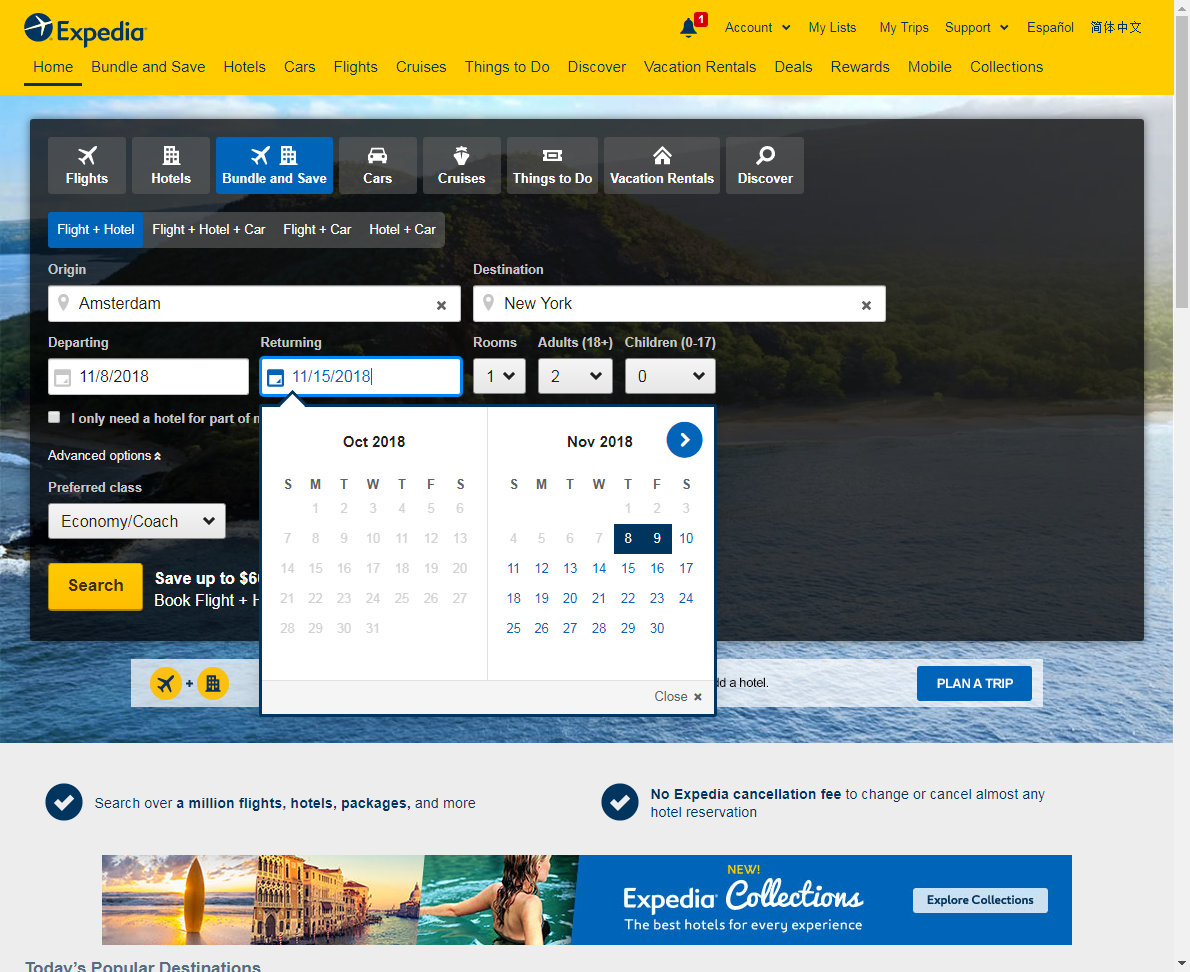 Expedia
1
Account
My Lists
My Trips
Support
Español
简体中文
Home
Bundle and Save
Hotels
Cars
Flights
Cruises
Things to Do
Discover
Vacation Rentals
Deals
Rewards
Mobile
Collections
Flights
Hotels
Bundle and Save
Cars
Cruises
Things to Do
Vacation Rentals
Discover
Flight + Hotel
Flight + Hotel + Car
Flight + Car
Hotel + Car
Origin
Destination
Amsterdam
New York
Departing
Returning
Rooms
Adults (18+)
Children (0-17)
11/8/2018
11/15/2018
1
2
0
I only need a hotel for part of
Advanced options
Preferred class
Economy/Coach
Search
Save up to $6
Book Flight +
Oct 2018
S M T W T F S
1 2 3 4 5 6
7 8 9 10 11 12 13
14 15 16 17 18 19 20
21 22 23 24 25 26 27
28 29 30 31
Nov 2018
S M T W T F S
1 2 3
4 5 6 7 8 9 10
11 12 13 14 15 16 17
18 19 20 21 22 23 24
25 26 27 28 29 30
Close
+
a hotel.
PLAN A TRIP
Search over a million flights, hotels, packages, and more
No Expedia cancellation fee to change or cancel almost any
hotel reservation
NEW!
Expedia Collections
The best hotels for every experience
Explore Collections
Today's Popular Destinations